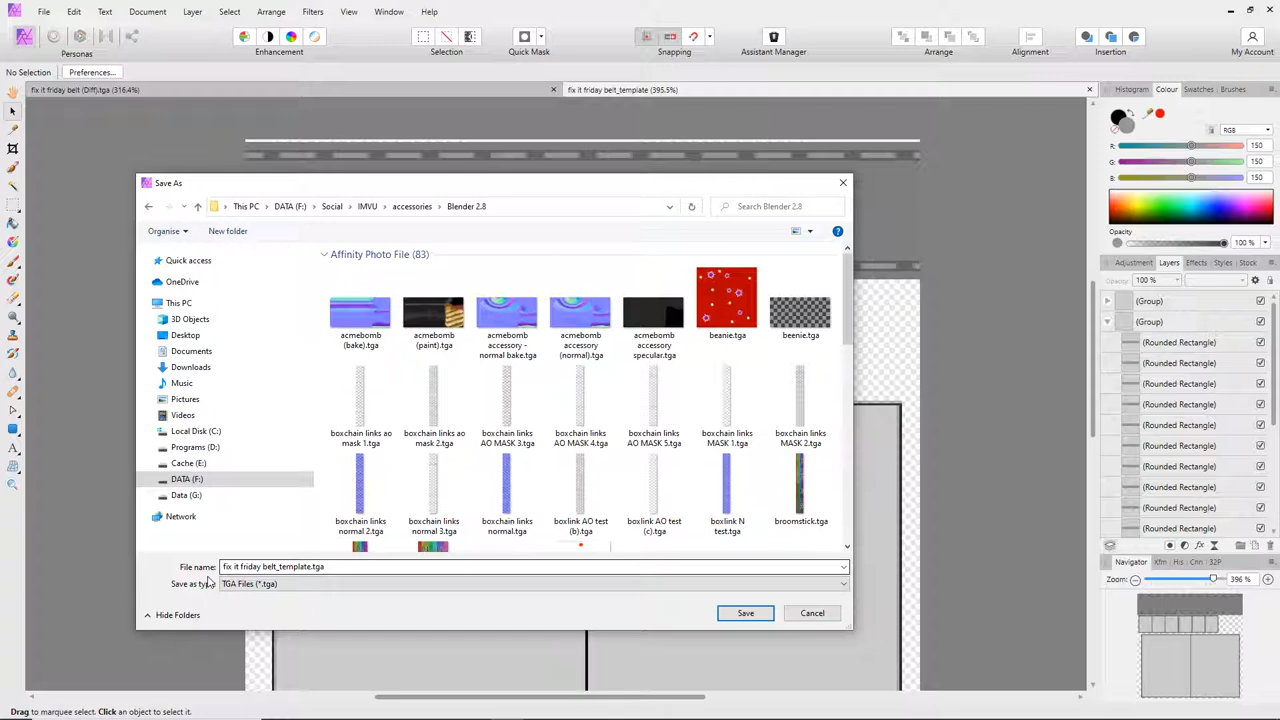 File Edit Text Document Layer Select Arrange Filters View Window Help
Personas Enhancement Selection Quick Mask Snapping Assistant Manager Arrange Alignment Insertion My Account
No Selection Preferences...
fix it friday belt (Diff).tga (316.4%) fix it friday belt_template (395.5%)
Histogram Colour Swatches Brushes
RGB
R: 150
G: 150
B: 150
Opacity
100 %
Adjustment Layers Effects Styles Stock
Opacity: 100 %
(Group)
(Group)
(Rounded Rectangle)
(Rounded Rectangle)
(Rounded Rectangle)
(Rounded Rectangle)
(Rounded Rectangle)
(Rounded Rectangle)
(Rounded Rectangle)
(Rounded Rectangle)
(Rounded Rectangle)
(Rounded Rectangle)
Navigator Xfm His Cnn 32P
Zoom: 396 %
Save As
This PC DATA (F:) Social IMVU accessories Blender 2.8 Search Blender 2.8
Organise New folder
Quick access
OneDrive
This PC
3D Objects
Desktop
Documents
Downloads
Music
Pictures
Videos
Local Disk (C:)
Programs (D:)
Cache (E:)
DATA (F:)
Data (G:)
Network
Affinity Photo File (83)
acmebomb (bake).tga
acmebomb (paint).tga
acmebomb accessory - normal bake.tga
acmebomb accessory (normal).tga
acmebomb accessory specular.tga
beanie.tga
beenie.tga
boxchain links ao mask 1.tga
boxchain links ao mask 2.tga
boxchain links AO MASK 3.tga
boxchain links AO MASK 4.tga
boxchain links AO MASK 5.tga
boxchain links MASK 1.tga
boxchain links MASK 2.tga
boxchain links normal 2.tga
boxchain links normal 3.tga
boxchain links normal.tga
boxlink AO test (b).tga
boxlink AO test (c).tga
boxlink N test.tga
broomstick.tga
File name: fix it friday belt_template.tga
Save as type: TGA Files (*.tga)
Hide Folders Save Cancel
Drag to marquee select. Click an object to select it.